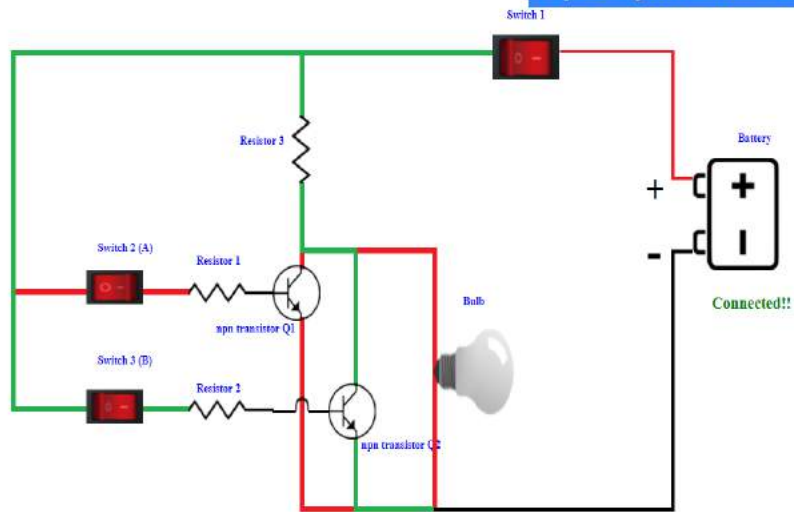 Switch 1
Resistor 3
Battery
+
+
Switch 2 (A)
Resistor 1
-
Bulb
Connected!!
npn transistor Q1
Switch 3 (B)
Resistor 2
npn transistor Q2